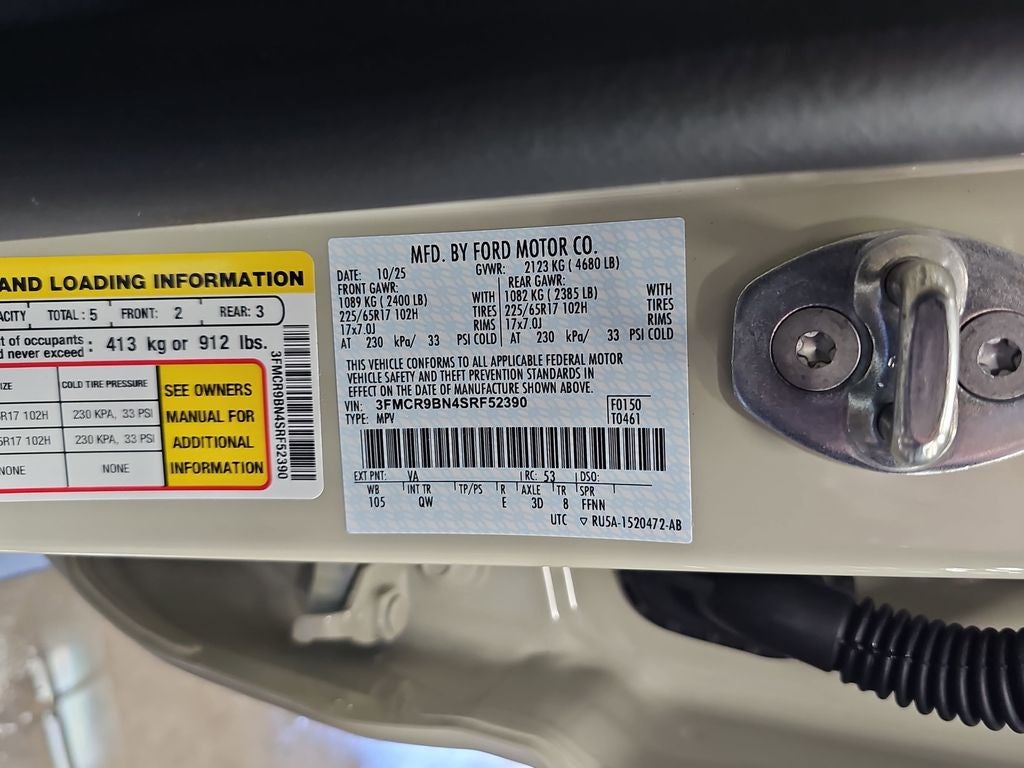 AND LOADING INFORMATION
ACITY TOTAL: 5 FRONT: 2 REAR: 3
t of occupants
d never exceed : 413 kg or 912 lbs.
IZE COLD TIRE PRESSURE
R17 102H 230 KPA, 33 PSI
5R17 102H 230 KPA, 33 PSI
NONE NONE
SEE OWNERS
MANUAL FOR
ADDITIONAL
INFORMATION
3FMCR9BN4SRF52390
MFD. BY FORD MOTOR CO.
DATE: 10/25 GVWR: 2123 KG ( 4680 LB)
FRONT GAWR: REAR GAWR:
1089 KG (2400 LB) WITH 1082 KG (2385 LB) WITH
225/65R17 102H TIRES 225/65R17 102H TIRES
17x7.0J RIMS 17x7.0J RIMS
AT 230 kPa/ 33 PSI COLD AT 230 kPa/ 33 PSI COLD
THIS VEHICLE CONFORMS TO ALL APPLICABLE FEDERAL MOTOR
VEHICLE SAFETY AND THEFT PREVENTION STANDARDS IN
EFFECT ON THE DATE OF MANUFACTURE SHOWN ABOVE.
VIN: 3FMCR9BN4SRF52390 F0150
TYPE: MPV T0461
EXT PNT: VA RC: 53 DSO:
WB INT TR TP/PS R AXLE TR SPR
105 QW E 3D 8 FFNN
UTC ▽ RU5A-1520472-AB